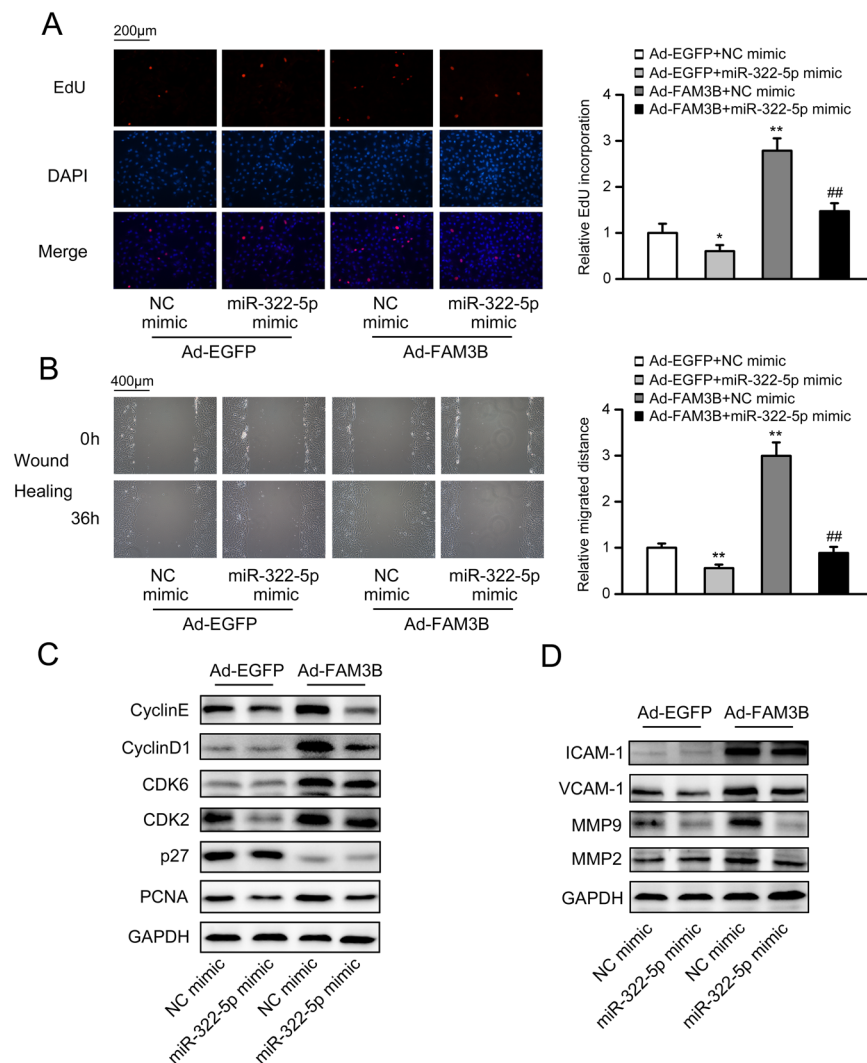 A
200μm
EdU
DAPI
Merge
NC mimic
miR-322-5p mimic
NC mimic
miR-322-5p mimic
Ad-EGFP
Ad-FAM3B
Ad-EGFP+NC mimic
Ad-EGFP+miR-322-5p mimic
Ad-FAM3B+NC mimic
Ad-FAM3B+miR-322-5p mimic
Relative EdU incorporation
4
3
2
1
0
*
**
##
B
400μm
Wound
Healing
0h
36h
NC mimic
miR-322-5p mimic
NC mimic
miR-322-5p mimic
Ad-EGFP
Ad-FAM3B
Ad-EGFP+NC mimic
Ad-EGFP+miR-322-5p mimic
Ad-FAM3B+NC mimic
Ad-FAM3B+miR-322-5p mimic
Relative migrated distance
4
3
2
1
0
**
**
##
C
Ad-EGFP Ad-FAM3B
CyclinE
CyclinD1
CDK6
CDK2
p27
PCNA
GAPDH
NC mimic
miR-322-5p mimic
NC mimic
miR-322-5p mimic
D
Ad-EGFP Ad-FAM3B
ICAM-1
VCAM-1
MMP9
MMP2
GAPDH
NC mimic
miR-322-5p mimic
NC mimic
miR-322-5p mimic